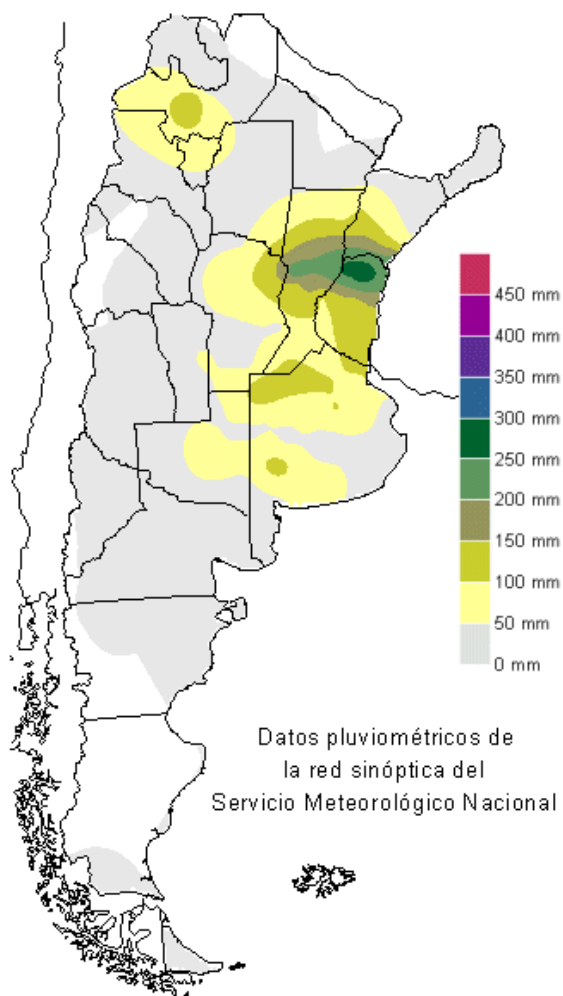 450 mm
400 mm
350 mm
300 mm
250 mm
200 mm
150 mm
100 mm
50 mm
0 mm
Datos pluviométricos de
la red sinóptica del
Servicio Meteorológico Nacional